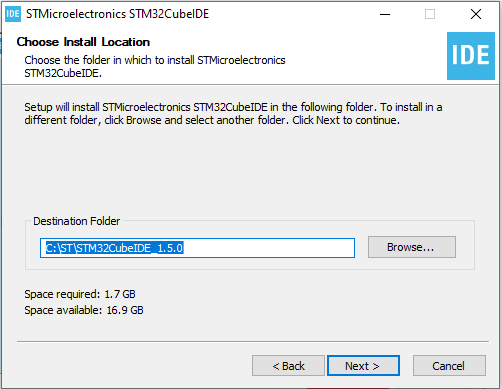 IDE STMicroelectronics STM32CubeIDE
Choose Install Location
Choose the folder in which to install STMicroelectronics
STM32CubeIDE.
IDE
Setup will install STMicroelectronics STM32CubeIDE in the following folder. To install in a
different folder, click Browse and select another folder. Click Next to continue.
Destination Folder
C:\ST\STM32CubeIDE_1.5.0
Browse...
Space required: 1.7 GB
Space available: 16.9 GB
< Back Next > Cancel